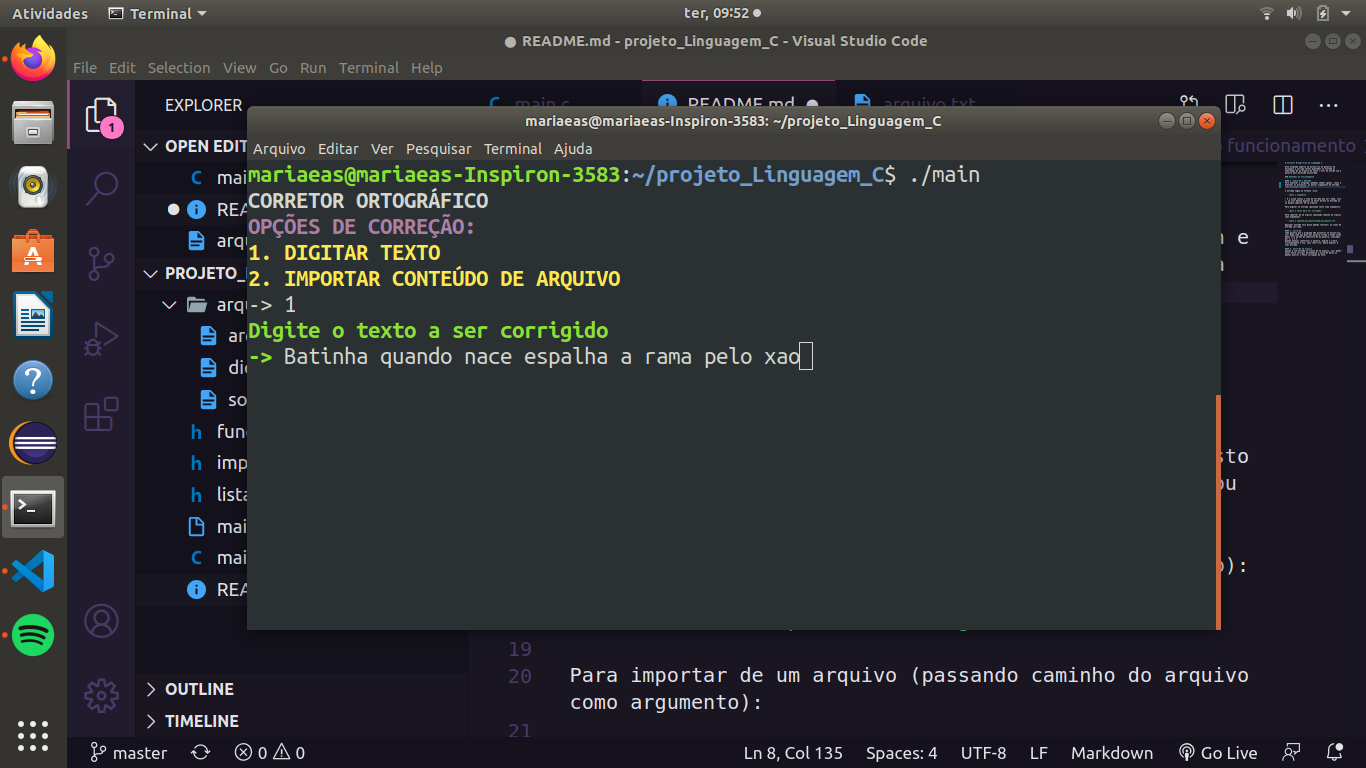 Atividades Terminal ter, 09:52
README.md - projeto_Linguagem_C - Visual Studio Code
File Edit Selection View Go Run Terminal Help
EXPLORER
main.c README.md arquivo.txt
1
mariaeas@mariaeas-Inspiron-3583: ~/projeto_Linguagem_C
OPEN EDIT
funcionamento
Arquivo Editar Ver Pesquisar Terminal Ajuda
mariaeas@mariaeas-Inspiron-3583:~/projeto_Linguagem_C$ ./main
CORRETOR ORTOGRÁFICO
OPÇÕES DE CORREÇÃO:
1. DIGITAR TEXTO
2. IMPORTAR CONTEÚDO DE ARQUIVO
-> 1
Digite o texto a ser corrigido
-> Batinha quando nace espalha a rama pelo xao
C mai
REA
arqu
PROJETO_
arqu
ar
dic
so
h fun
h imp
h lista
mai
C mai
REA
e
sto
ou
):
19
20 Para importar de um arquivo (passando caminho do arquivo
como argumento):
21
OUTLINE
TIMELINE
master 0 0 Ln 8, Col 135 Spaces: 4 UTF-8 LF Markdown Go Live